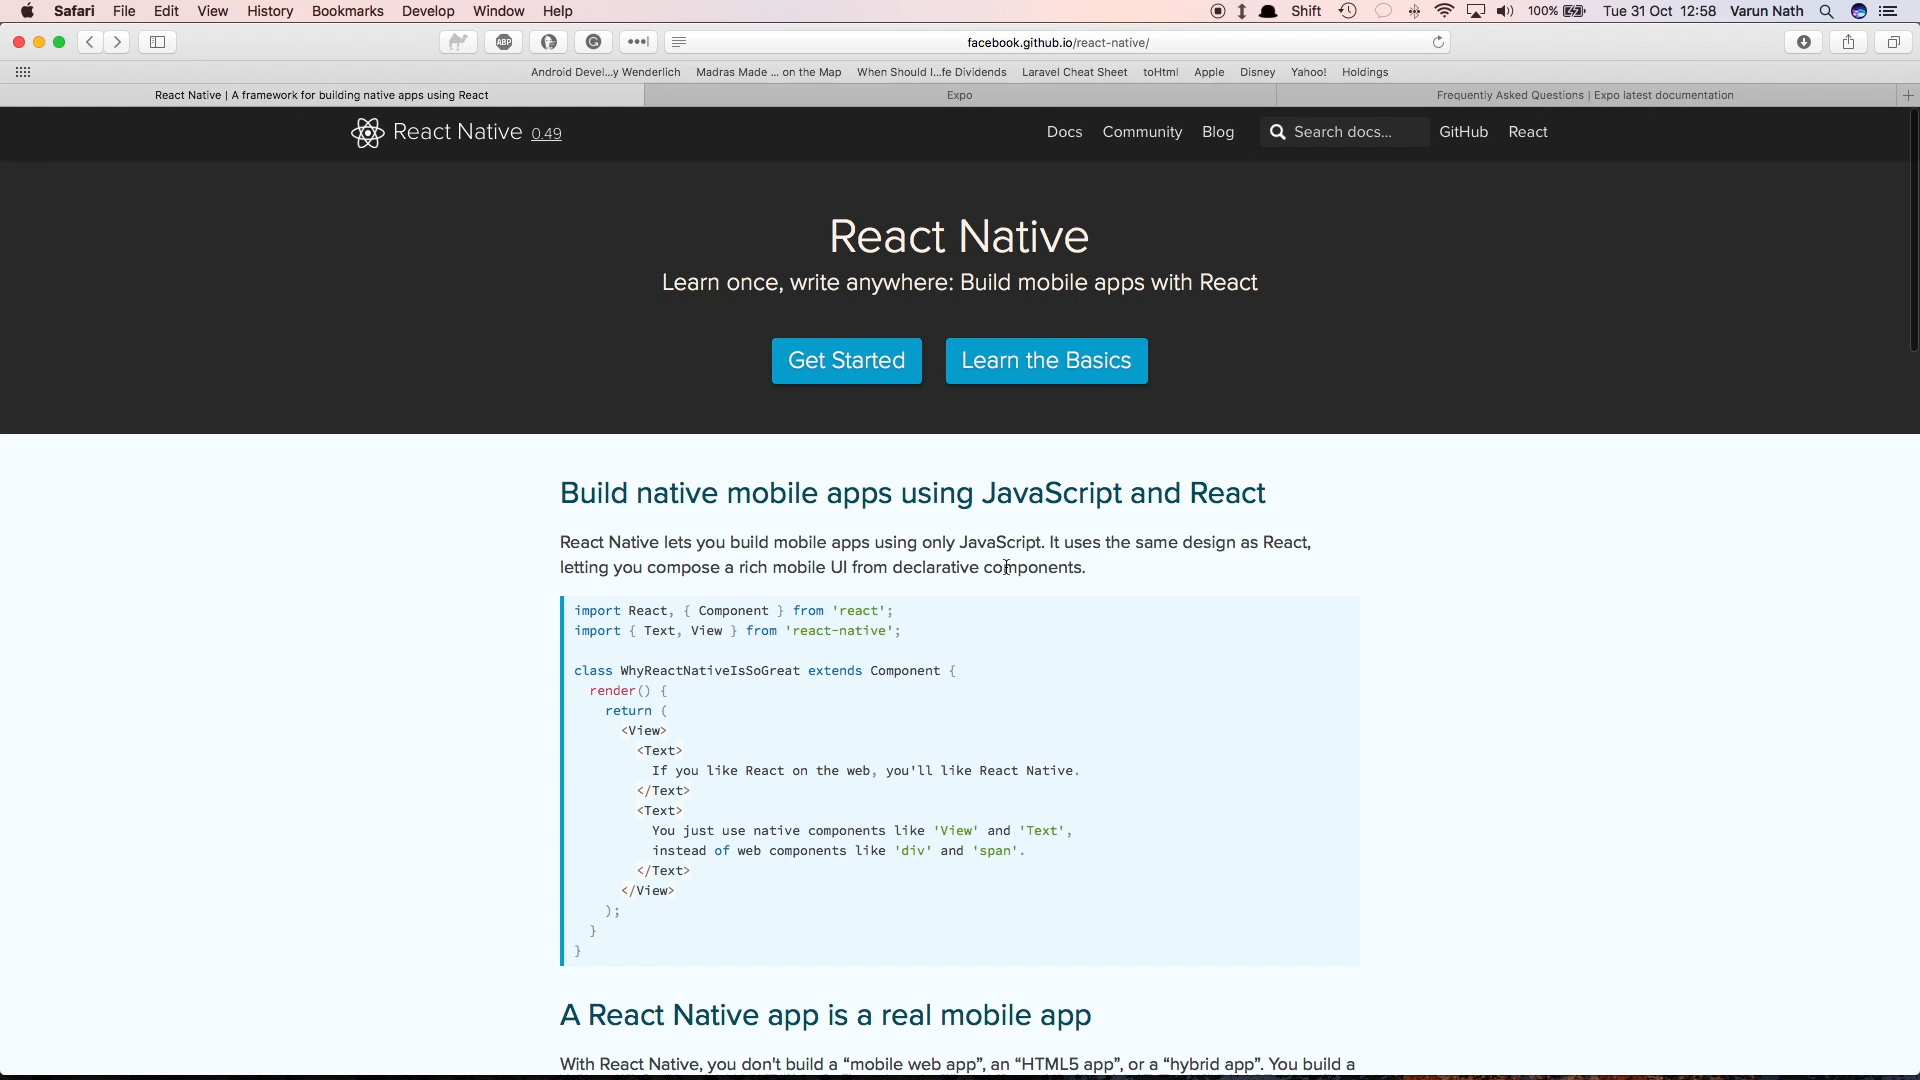 Safari File Edit View History Bookmarks Develop Window Help Shift 100% Tue 31 Oct 12:58 Varun Nath
ABP facebook.github.io/react-native/
Android Devel...y Wenderlich Madras Made ... on the Map When Should I...fe Dividends Laravel Cheat Sheet toHtml Apple Disney Yahoo! Holdings
React Native | A framework for building native apps using React Expo Frequently Asked Questions | Expo latest documentation
React Native 0.49 Docs Community Blog Search docs... GitHub React
React Native
Learn once, write anywhere: Build mobile apps with React
Get Started Learn the Basics
Build native mobile apps using JavaScript and React
React Native lets you build mobile apps using only JavaScript. It uses the same design as React,
letting you compose a rich mobile UI from declarative components.
import React, { Component } from 'react';
import { Text, View } from 'react-native';
class WhyReactNativeIsSoGreat extends Component {
render() {
return (
<View>
<Text>
If you like React on the web, you'll like React Native.
</Text>
<Text>
You just use native components like 'View' and 'Text',
instead of web components like 'div' and 'span'.
</Text>
</View>
);
}
}
A React Native app is a real mobile app
With React Native, you don't build a “mobile web app”, an “HTML5 app”, or a “hybrid app”. You build a